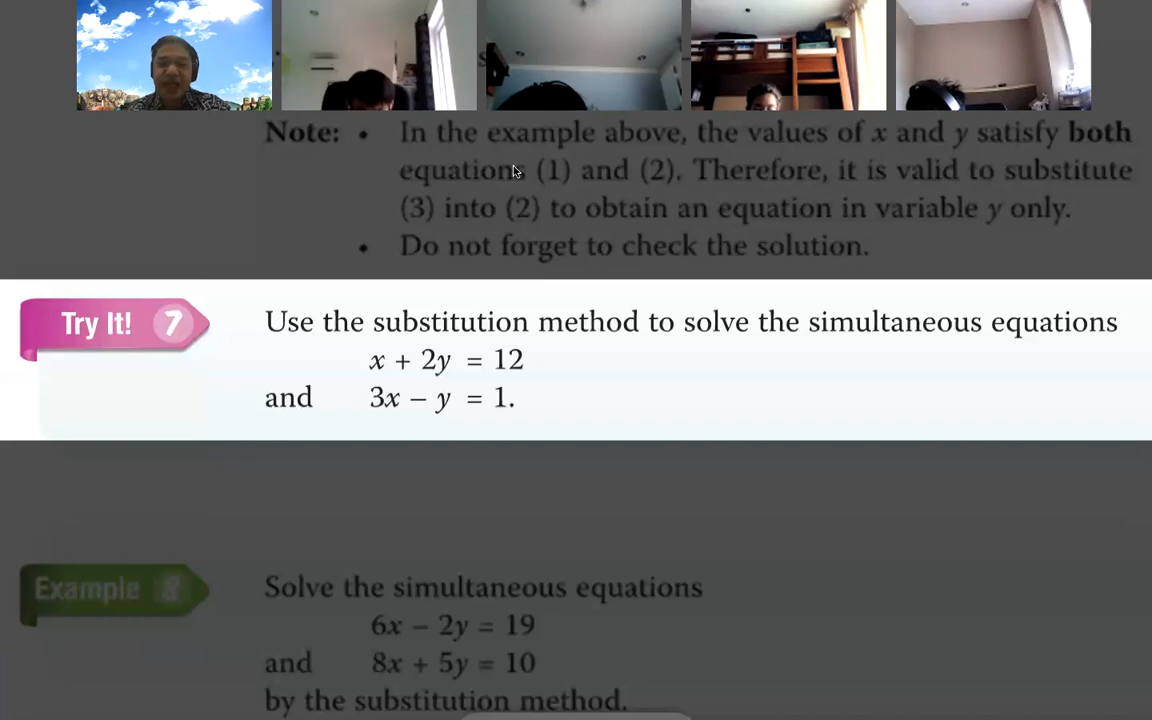 Note: • In the example above, the values of x and y satisfy both
equations (1) and (2). Therefore, it is valid to substitute
(3) into (2) to obtain an equation in variable y only.
• Do not forget to check the solution.
Try It! 7 Use the substitution method to solve the simultaneous equations
x + 2y = 12
and 3x − y = 1.
Example 8 Solve the simultaneous equations
6x − 2y = 19
and 8x + 5y = 10
by the substitution method.